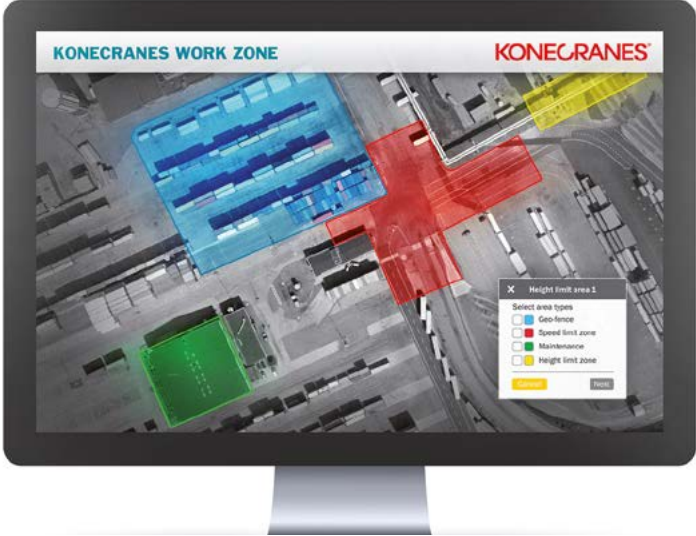 KONECRANES WORK ZONE
KONECRANES®
X Height limit area 1
Select area types
Geo-fence
Speed limit zone
Maintenance
Height limit zone
Cancel
Next